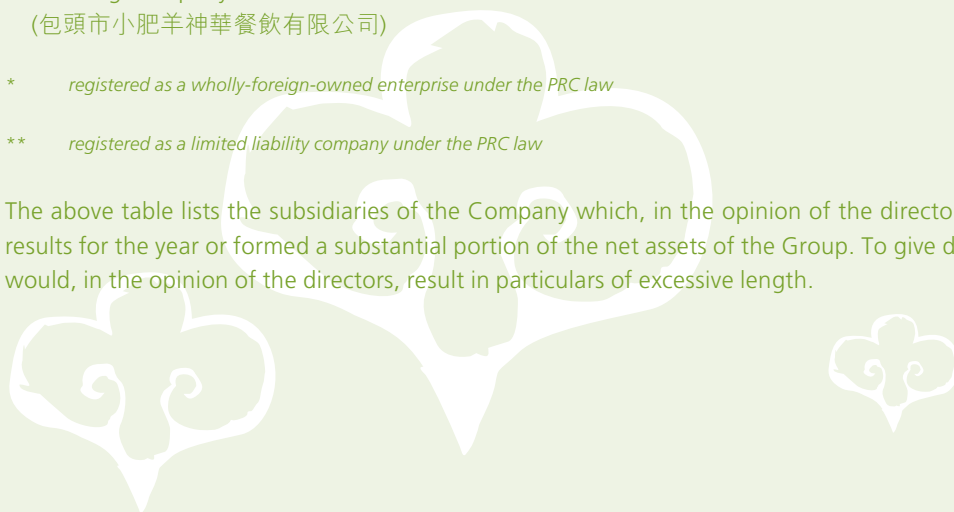 (包頭市小肥羊神華餐飲有限公司)
* registered as a wholly-foreign-owned enterprise under the PRC law
** registered as a limited liability company under the PRC law
The above table lists the subsidiaries of the Company which, in the opinion of the
results for the year or formed a substantial portion of the net assets of the Group. To give
would, in the opinion of the directors, result in particulars of excessive length.